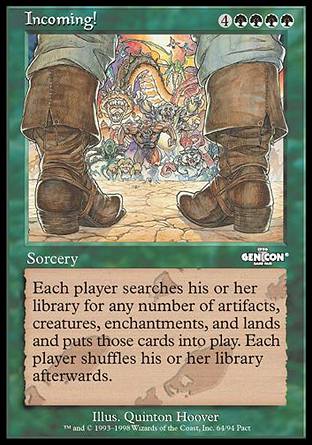 Incoming! 4
Sorcery
GEN CON®
Each player searches his or her
library for any number of artifacts,
creatures, enchantments, and lands
and puts those cards into play. Each
player shuffles his or her library
afterwards.
Illus. Quinton Hoover
™ and © 1993–1998 Wizards of the Coast, Inc. 64/94 Pact